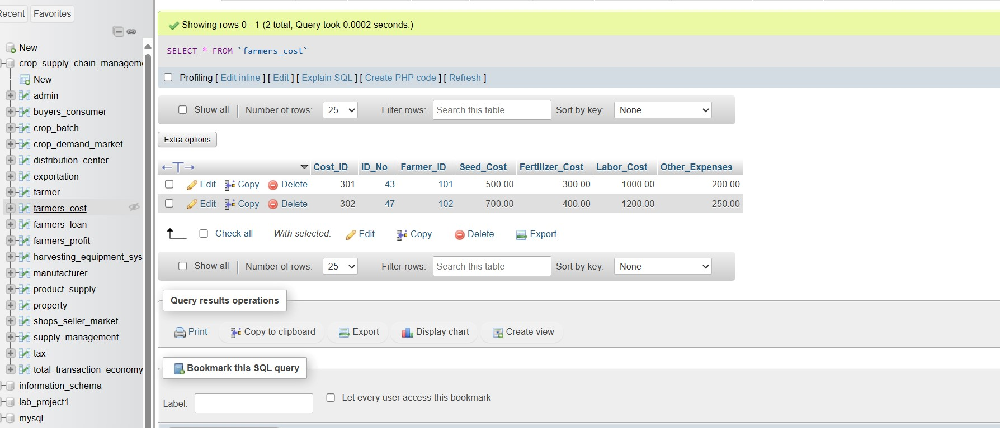 Recent Favorites
New
crop_supply_chain_managem
New
admin
buyers_consumer
crop_batch
crop_demand_market
distribution_center
exportation
farmer
farmers_cost
farmers_loan
farmers_profit
harvesting_equipment_sys
manufacturer
product_supply
property
shops_seller_market
supply_management
tax
total_transaction_economy
information_schema
lab_project1
mysql
Showing rows 0 - 1 (2 total, Query took 0.0002 seconds.)
SELECT * FROM `farmers_cost`
Profiling [ Edit inline ] [ Edit ] [ Explain SQL ] [ Create PHP code ] [ Refresh ]
Show all Number of rows: 25 Filter rows: Search this table Sort by key: None
Extra options
Cost_ID ID_No Farmer_ID Seed_Cost Fertilizer_Cost Labor_Cost Other_Expenses
Edit Copy Delete 301 43 101 500.00 300.00 1000.00 200.00
Edit Copy Delete 302 47 102 700.00 400.00 1200.00 250.00
Check all With selected: Edit Copy Delete Export
Show all Number of rows: 25 Filter rows: Search this table Sort by key: None
Query results operations
Print Copy to clipboard Export Display chart Create view
Bookmark this SQL query
Label: Let every user access this bookmark